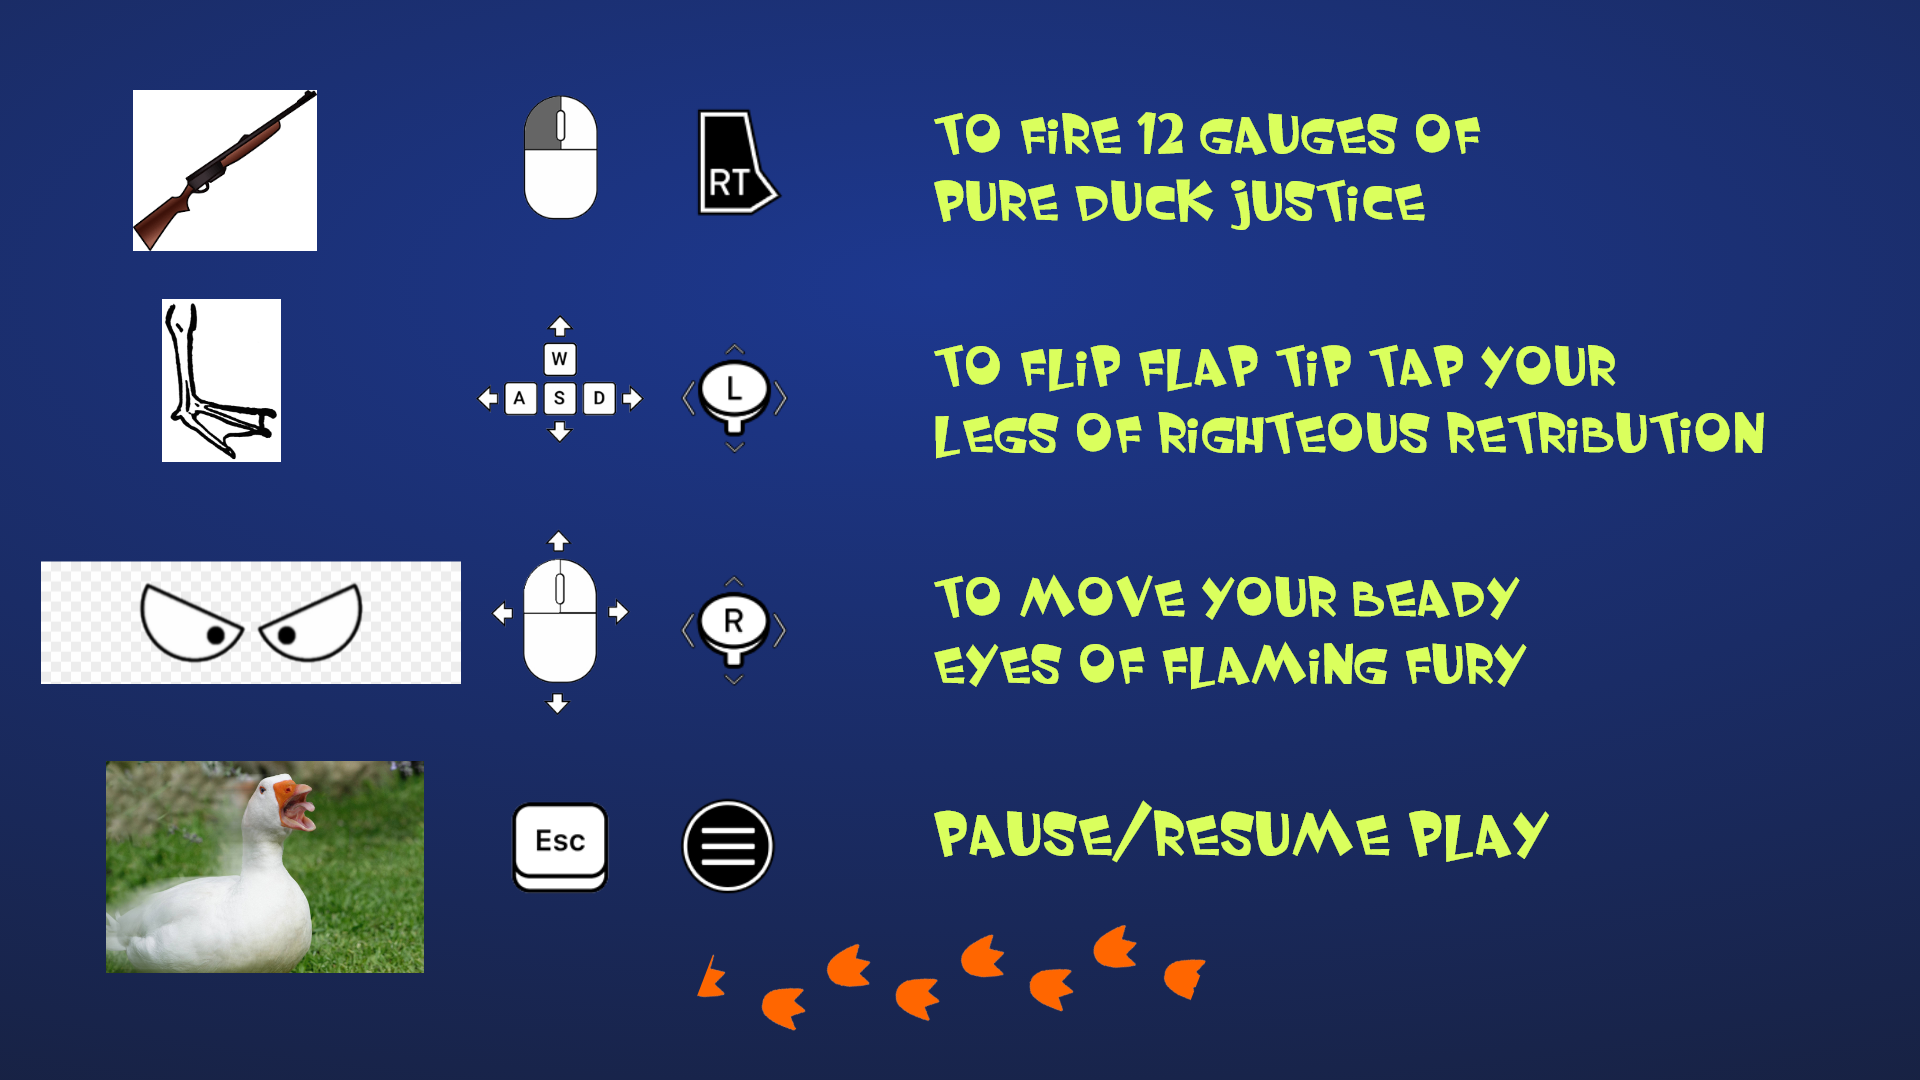 RT
TO FIRE 12 GAUGES OF
PURE DUCK JUSTICE
W
A S D
L
TO FLIP FLAP TIP TAP YOUR
LEGS OF RIGHTEOUS RETRIBUTION
R
TO MOVE YOUR BEADY
EYES OF FLAMING FURY
Esc
PAUSE/RESUME PLAY